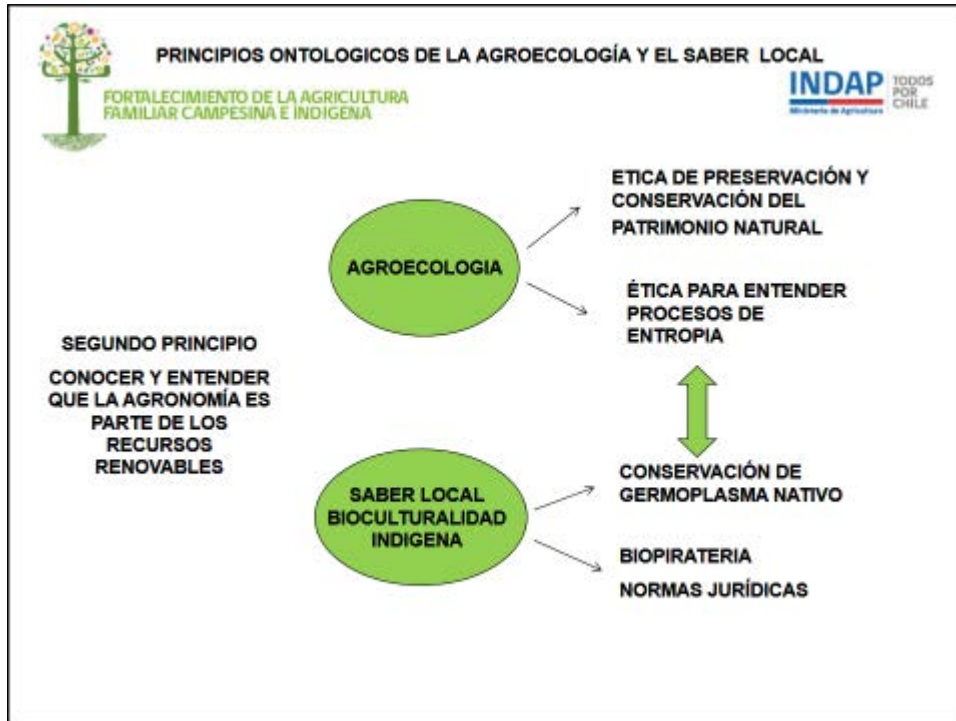 PRINCIPIOS ONTOLOGICOS DE LA AGROECOLOGÍA Y EL SABER LOCAL
FORTALECIMIENTO DE LA AGRICULTURA
FAMILIAR CAMPESINA E INDIGENA
INDAP
Ministerio de Agricultura
TODOS
POR
CHILE
SEGUNDO PRINCIPIO
CONOCER Y ENTENDER
QUE LA AGRONOMÍA ES
PARTE DE LOS
RECURSOS
RENOVABLES
AGROECOLOGIA
ETICA DE PRESERVACIÓN Y
CONSERVACIÓN DEL
PATRIMONIO NATURAL
ÉTICA PARA ENTENDER
PROCESOS DE
ENTROPIA
SABER LOCAL
BIOCULTURALIDAD
INDIGENA
CONSERVACIÓN DE
GERMOPLASMA NATIVO
BIOPIRATERIA
NORMAS JURÍDICAS